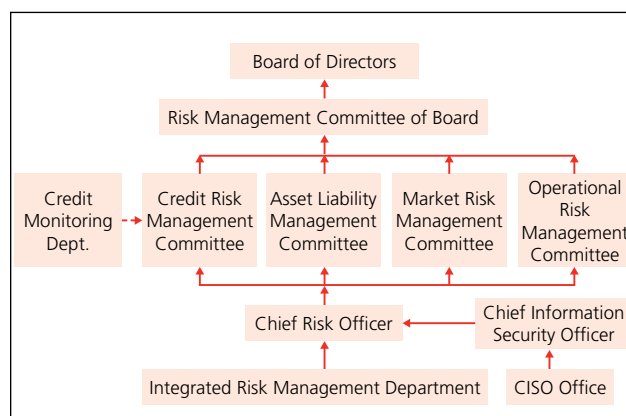 Board of Directors
Risk Management Committee of Board
Credit
Monitoring
Dept.
Credit Risk
Management
Committee
Asset Liability
Management
Committee
Market Risk
Management
Committee
Operational
Risk
Management
Committee
Chief Risk Officer
Chief Information
Security Officer
Integrated Risk Management Department
CISO Office